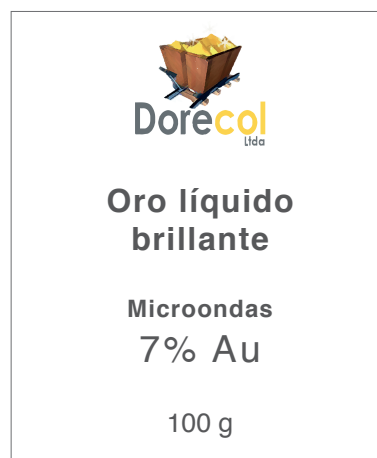 Dorecol
Ltda
Oro líquido
brillante
Microondas
7% Au
100 g